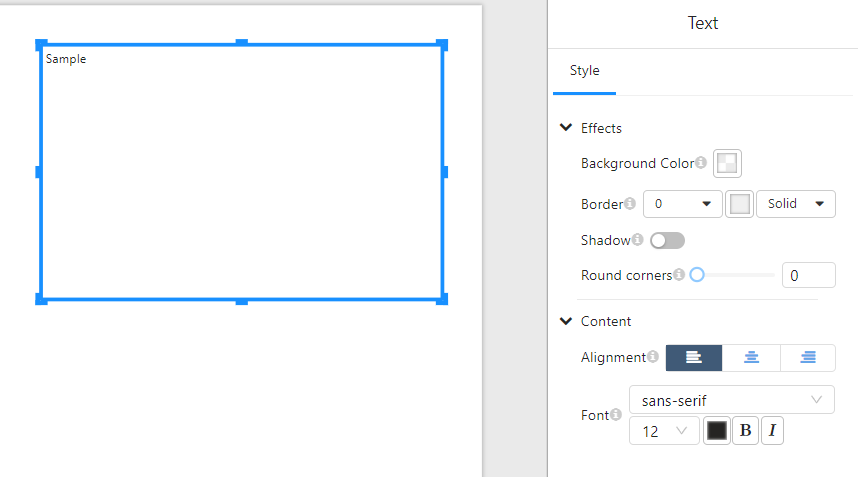 Text
Sample
Style
Effects
Background Color
Border 0 Solid
Shadow
Round corners 0
Content
Alignment
sans-serif
Font
12 B I